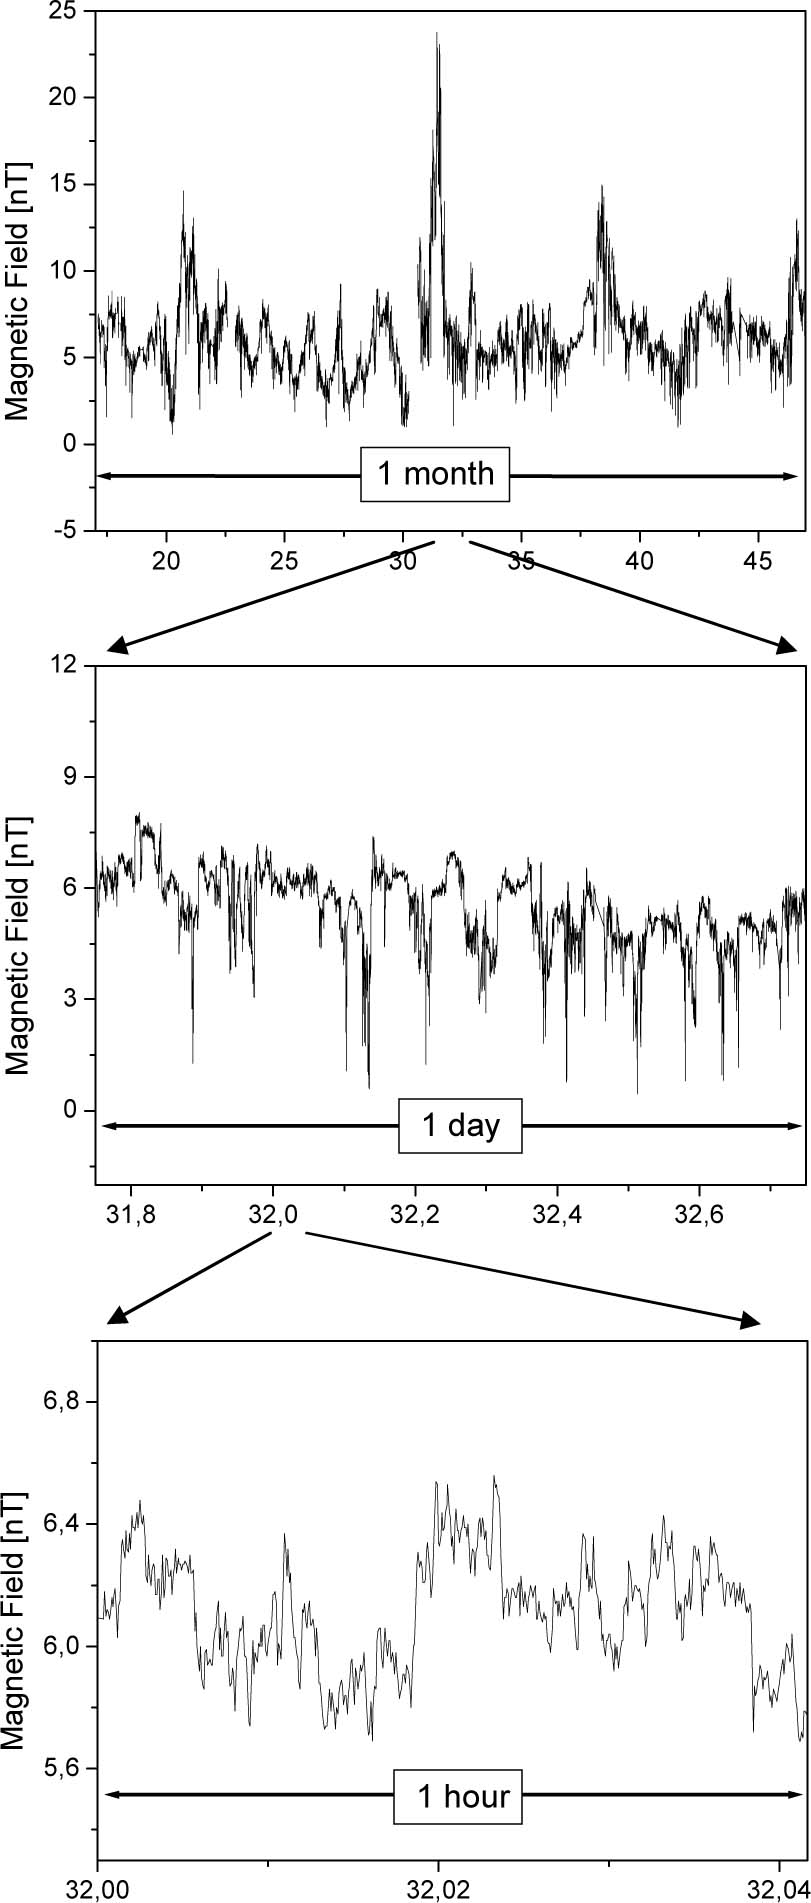 25
20
15
10
5
0
-5
Magnetic Field [nT]
1 month
20 25 30 35 40 45
12
9
6
3
0
Magnetic Field [nT]
1 day
31,8 32,0 32,2 32,4 32,6
6,8
6,4
6,0
5,6
Magnetic Field [nT]
1 hour
32,00 32,02 32,04